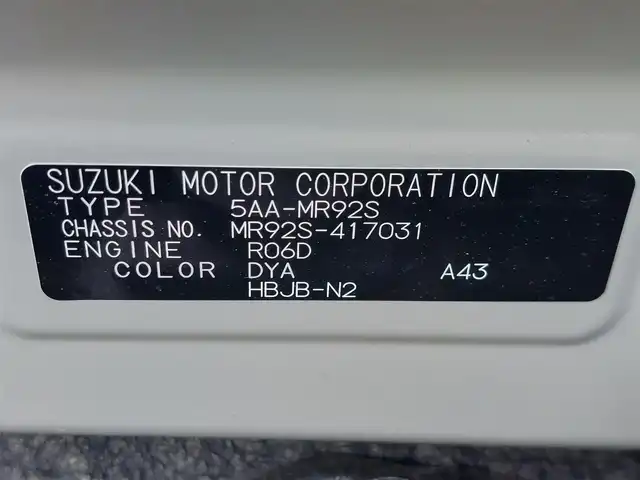 SUZUKI MOTOR CORPORATION
TYPE 5AA-MR92S
CHASSIS NO. MR92S-417031
ENGINE R06D
COLOR DYA A43
HBJB-N2